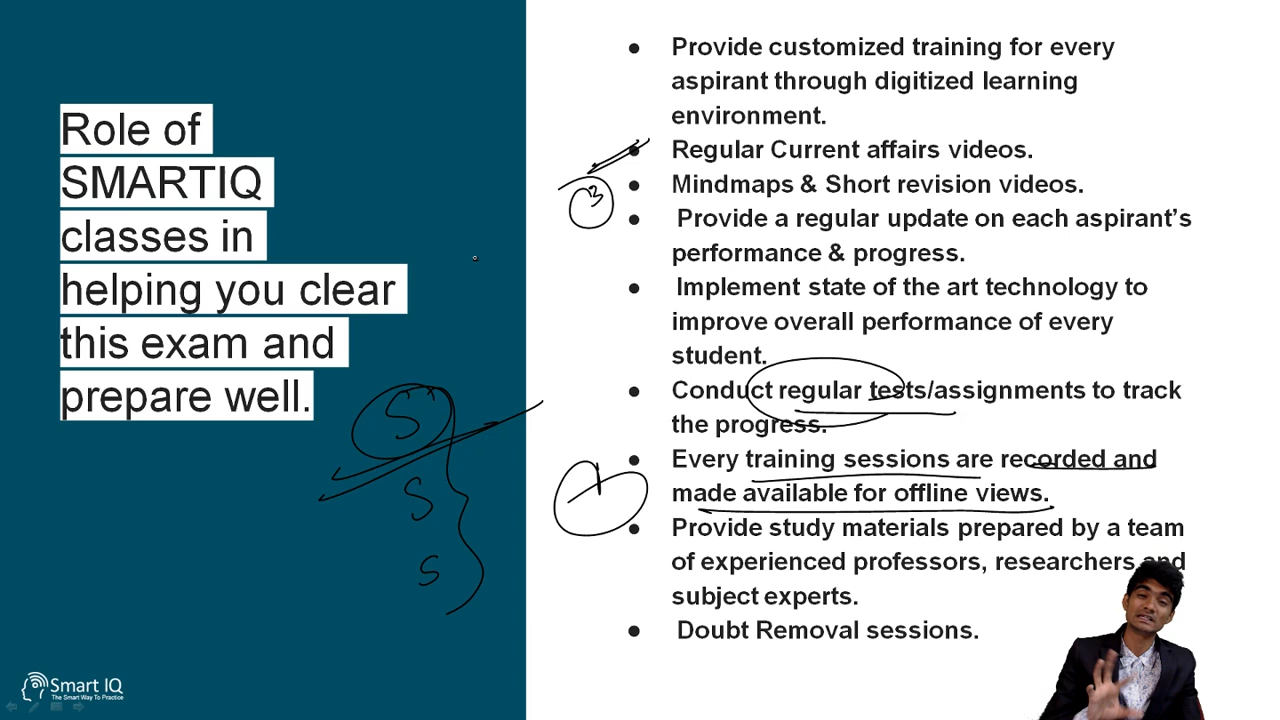 Role of
SMARTIQ
classes in
helping you clear
this exam and
prepare well.
S
S
S
Smart IQ
The Smart Way To Practice
● Provide customized training for every
aspirant through digitized learning
environment.
● Regular Current affairs videos.
● Mindmaps & Short revision videos.
3
● Provide a regular update on each aspirant's
performance & progress.
● Implement state of the art technology to
improve overall performance of every
student.
● Conduct regular tests/assignments to track
the progress.
● Every training sessions are recorded and
made available for offline views.
● Provide study materials prepared by a team
of experienced professors, researchers and
subject experts.
● Doubt Removal sessions.